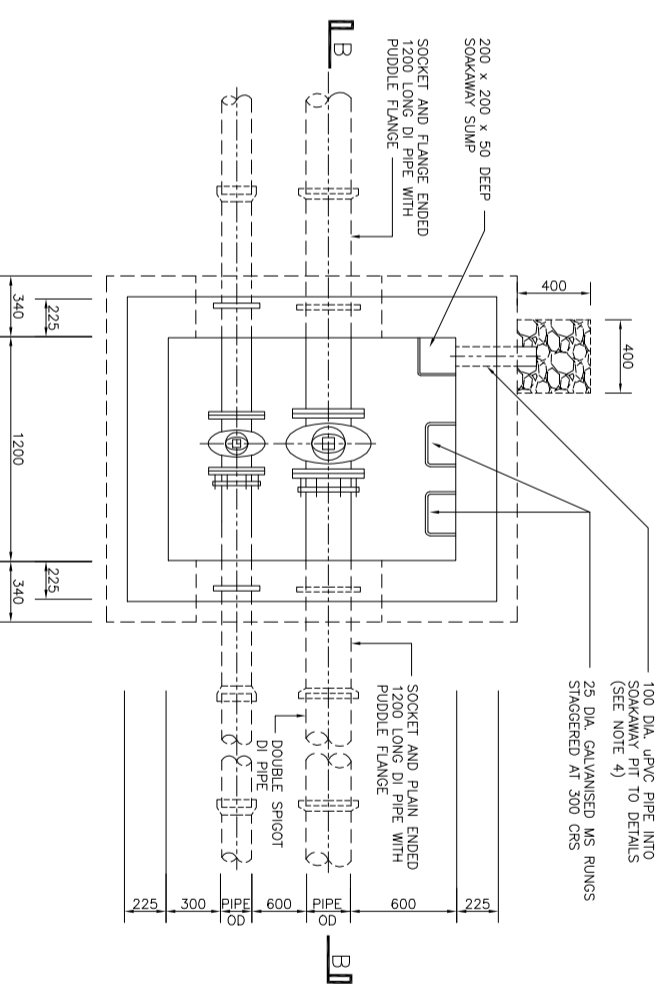 B
SOCKET AND FLANGE ENDED
1200 LONG DI PIPE WITH
PUDDLE FLANGE
200 x 200 x 50 DEEP
SOAKAWAY SUMP
400
400
100 DIA. uPVC PIPE INTO
SOAKAWAY PIT TO DETAILS
(SEE NOTE 4)
25 DIA. GALVANISED MS RUNGS
STAGGERED AT 300 CRS
SOCKET AND PLAIN ENDED
1200 LONG DI PIPE WITH
PUDDLE FLANGE
DOUBLE SPIGOT
DI PIPE
340
225
1200
225
340
225
300
PIPE
OD
600
PIPE
OD
600
225
B